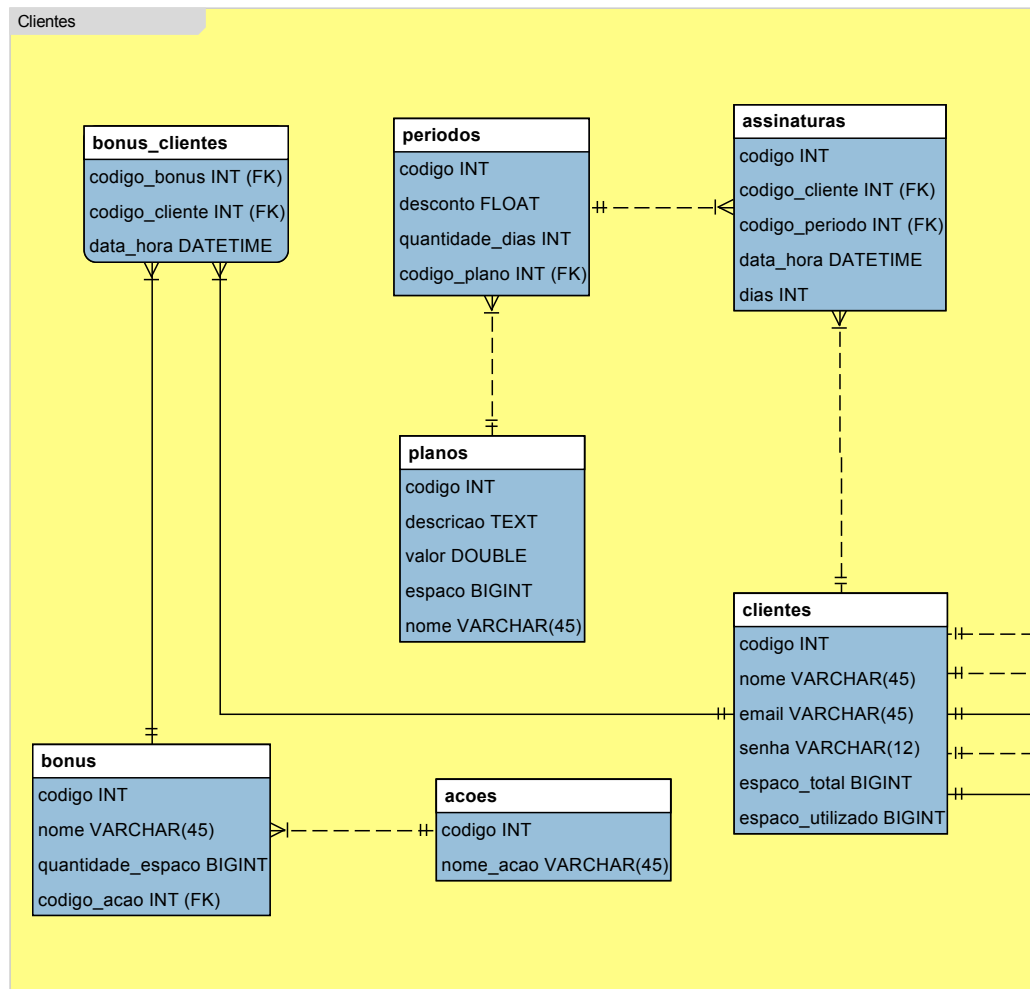 Clientes
bonus_clientes
codigo_bonus INT (FK)
codigo_cliente INT (FK)
data_hora DATETIME
periodos
codigo INT
desconto FLOAT
quantidade_dias INT
codigo_plano INT (FK)
assinaturas
codigo INT
codigo_cliente INT (FK)
codigo_periodo INT (FK)
data_hora DATETIME
dias INT
planos
codigo INT
descricao TEXT
valor DOUBLE
espaco BIGINT
nome VARCHAR(45)
clientes
codigo INT
nome VARCHAR(45)
email VARCHAR(45)
senha VARCHAR(12)
espaco_total BIGINT
espaco_utilizado BIGINT
bonus
codigo INT
nome VARCHAR(45)
quantidade_espaco BIGINT
codigo_acao INT (FK)
acoes
codigo INT
nome_acao VARCHAR(45)